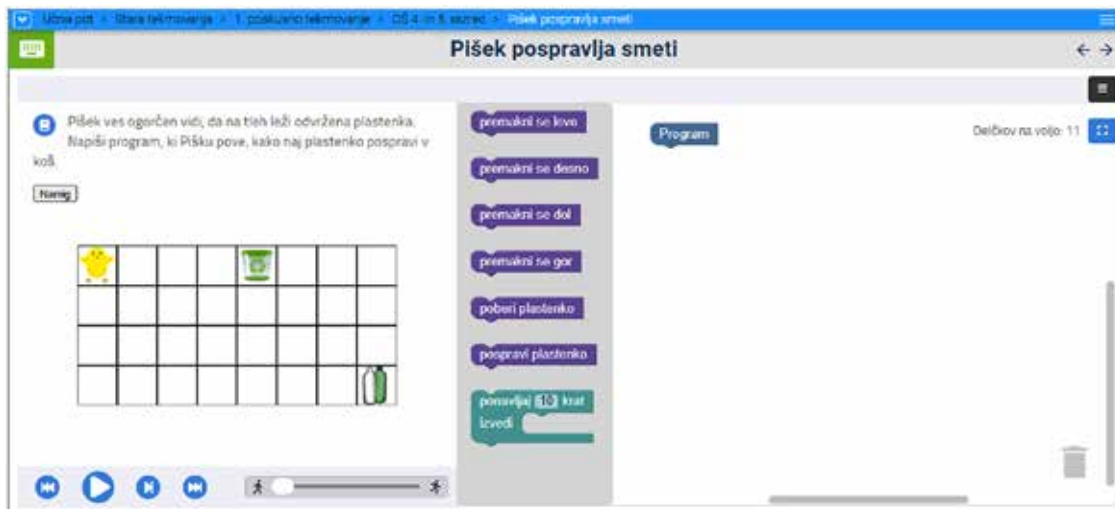 Učna pot > Stara tekmovanja > 1. poskusno tekmovanje > OŠ 4. in 5. razred > Pišek pospravlja smeti
Pišek pospravlja smeti
Pišek ves ogorčen vidi, da na tleh leži odvržena plastenka.
Napiši program, ki Pišku pove, kako naj plastenko pospravi v
koš.
Namig
premakni se levo
premakni se desno
premakni se dol
premakni se gor
poberi plastenko
pospravi plastenko
ponavljaj 10 krat
izvedi
Program
Delčkov na voljo: 11